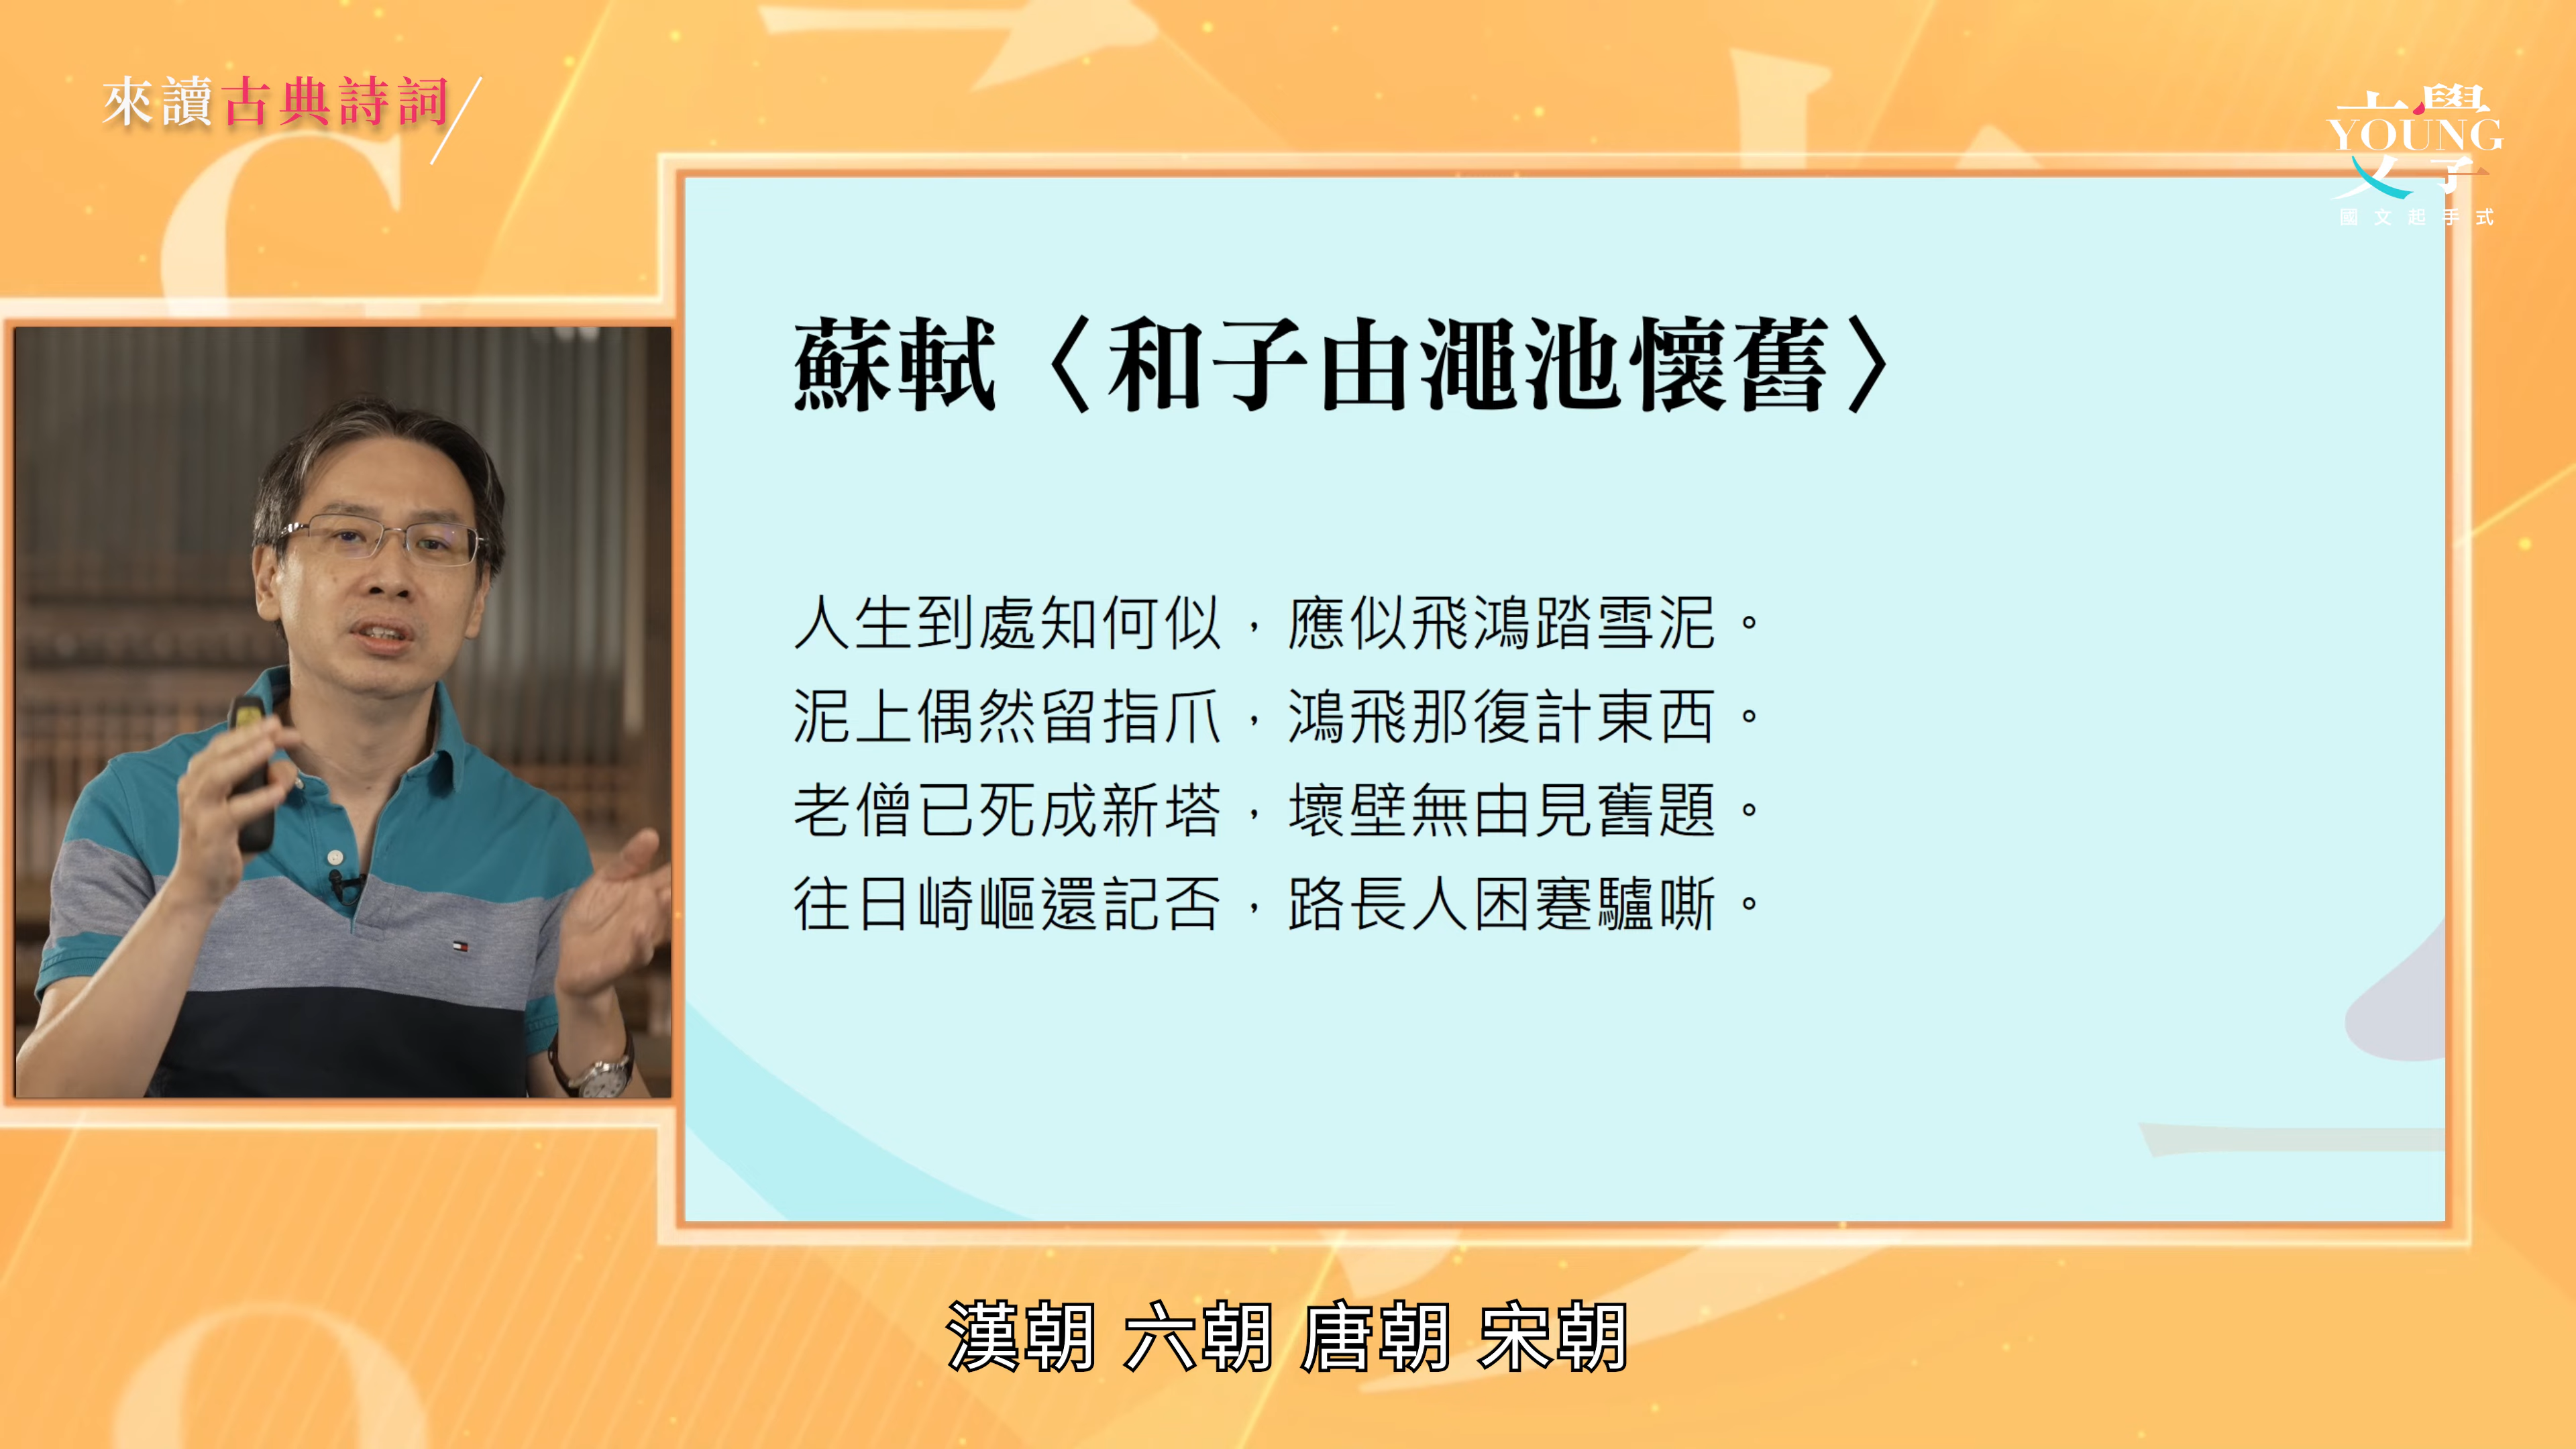 來讀古典詩詞
文學
YOUNG
文字
國文起手式
蘇軾〈和子由澠池懷舊〉
人生到處知何似，應似飛鴻踏雪泥。
泥上偶然留指爪，鴻飛那復計東西。
老僧已死成新塔，壞壁無由見舊題。
往日崎嶇還記否，路長人困蹇驢嘶。
漢朝 六朝 唐朝 宋朝